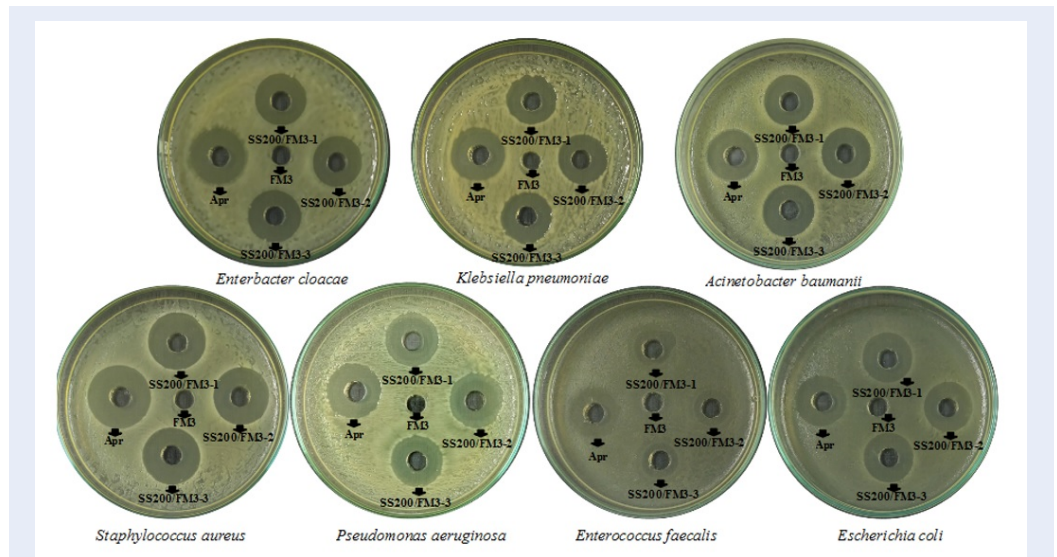 SS200/FM3-1
FM3
Apr
SS200/FM3-2
SS200/FM3-3
Enterbacter cloacae
SS200/FM3-1
FM3
Apr
SS200/FM3-2
SS200/FM3-3
Klebsiella pneumoniae
SS200/FM3-1
FM3
Apr
SS200/FM3-2
SS200/FM3-3
Acinetobacter baumanii
SS200/FM3-1
FM3
Apr
SS200/FM3-2
SS200/FM3-3
Staphylococcus aureus
SS200/FM3-1
FM3
Apr
SS200/FM3-2
SS200/FM3-3
Pseudomonas aeruginosa
SS200/FM3-1
FM3
Apr
SS200/FM3-2
SS200/FM3-3
Enterococcus faecalis
SS200/FM3-1
FM3
Apr
SS200/FM3-2
SS200/FM3-3
Escherichia coli